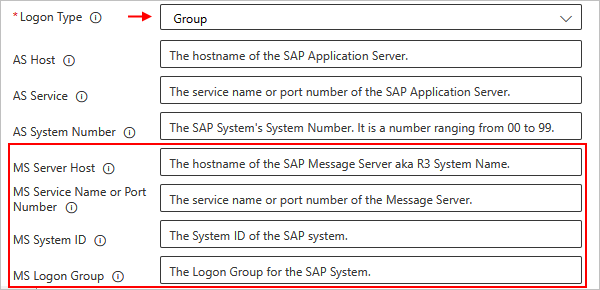 * Logon Type
Group
AS Host
The hostname of the SAP Application Server.
AS Service
The service name or port number of the SAP Application Server.
AS System Number
The SAP System's System Number. It is a number ranging from 00 to 99.
MS Server Host
The hostname of the SAP Message Server aka R3 System Name.
MS Service Name or Port
Number
The service name or port number of the Message Server.
MS System ID
The System ID of the SAP system.
MS Logon Group
The Logon Group for the SAP System.